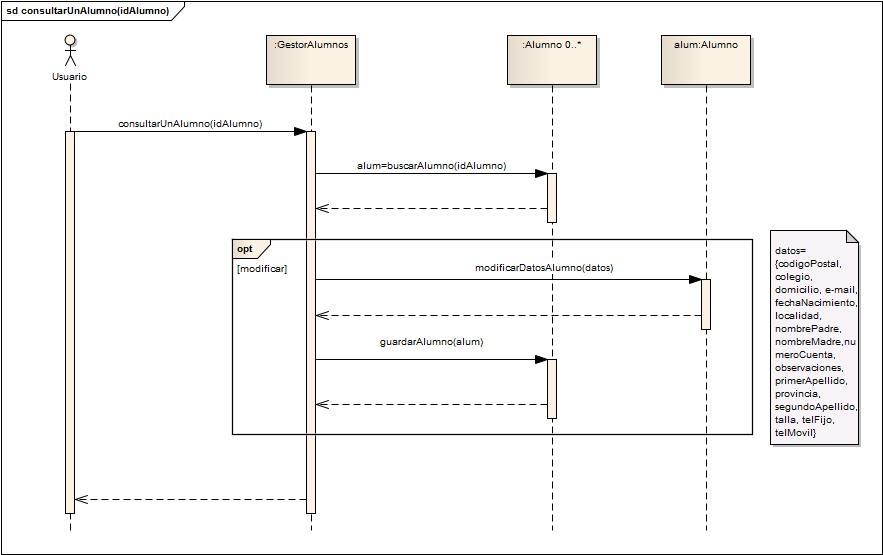 sd consultarUnAlumno(idAlumno)
Usuario
:GestorAlumnos
:Alumno 0..*
alum:Alumno
consultarUnAlumno(idAlumno)
alum=buscarAlumno(idAlumno)
opt
[modificar]
modificarDatosAlumno(datos)
guardarAlumno(alum)
datos=
{codigoPostal,
colegio,
domicilio, e-mail,
fechaNacimiento,
localidad,
nombrePadre,
nombreMadre,nu
meroCuenta,
observaciones,
primerApellido,
provincia,
segundoApellido,
talla, telFijo,
telMovil}